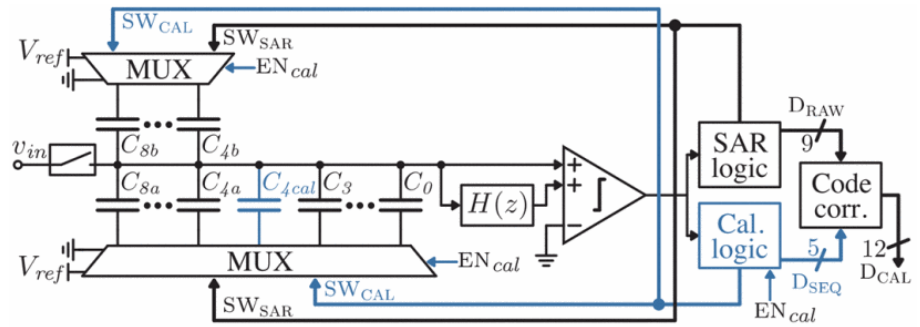 SW_CAL
SW_SAR
V_ref
MUX
EN_cal
C_8b
C_4b
v_in
C_8a
C_4a
C_4cal
C_3
C_0
H(z)
+
+
−
SAR
logic
D_RAW
9
Code
corr.
Cal.
logic
5
D_SEQ
12
D_CAL
EN_cal
V_ref
MUX
EN_cal
SW_CAL
SW_SAR